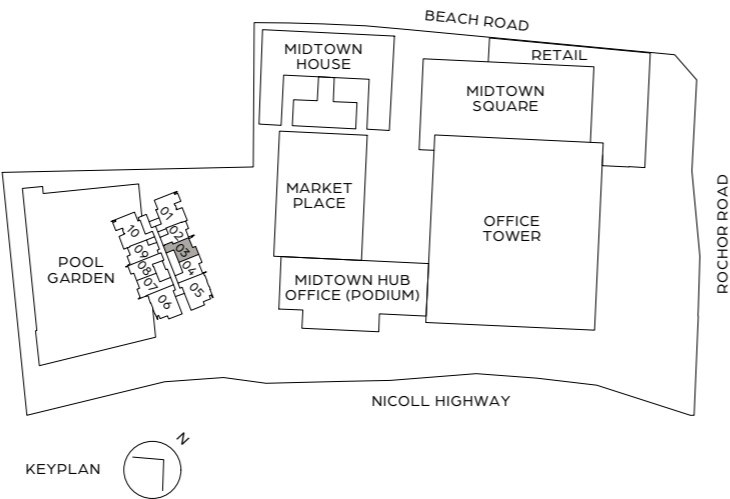 BEACH ROAD
MIDTOWN
HOUSE
RETAIL
MIDTOWN
SQUARE
MARKET
PLACE
OFFICE
TOWER
ROCHOR ROAD
01
02
03
04
05
10
09
08
07
06
POOL
GARDEN
MIDTOWN HUB
OFFICE (PODIUM)
NICOLL HIGHWAY
N
KEYPLAN